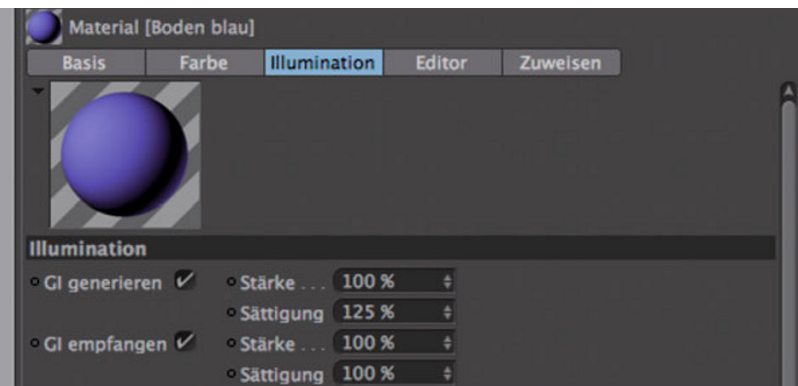 Material [Boden blau]
Basis Farbe Illumination Editor Zuweisen
Illumination
GI generieren Stärke . . . 100 %
Sättigung 125 %
GI empfangen Stärke . . . 100 %
Sättigung 100 %